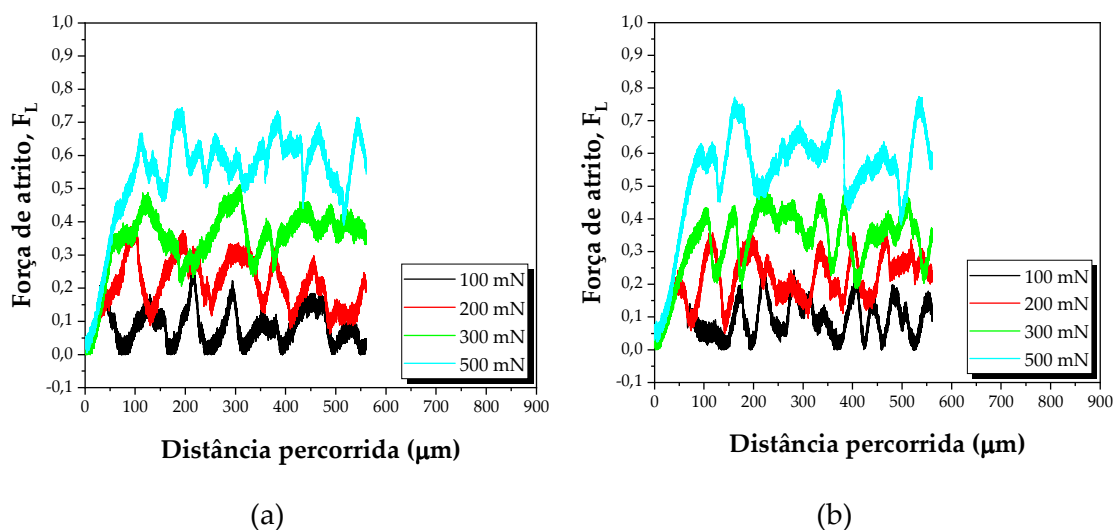 1,0
0,9
0,8
0,7
0,6
0,5
0,4
0,3
0,2
0,1
0,0
-0,1
Força de atrito, F_L
100 mN
200 mN
300 mN
500 mN
0 100 200 300 400 500 600 700 800 900
Distância percorrida (μm)
(a)
1,0
0,9
0,8
0,7
0,6
0,5
0,4
0,3
0,2
0,1
0,0
-0,1
Força de atrito, F_L
100 mN
200 mN
300 mN
500 mN
0 100 200 300 400 500 600 700 800 900
Distância percorrida (μm)
(b)